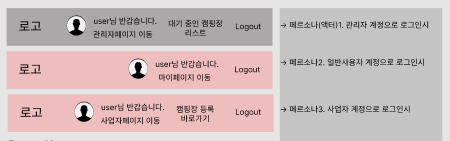 로고
user님 반갑습니다.
관리자페이지 이동
대기 중인 캠핑장
리스트
Logout
→ 페르소나(액터)1. 관리자 계정으로 로그인시
로고
user님 반갑습니다.
마이페이지 이동
Logout
→ 페르소나2. 일반사용자 계정으로 로그인시
로고
user님 반갑습니다.
사업자페이지 이동
캠핑장 등록
바로가기
Logout
→ 페르소나3. 사업자 계정으로 로그인시